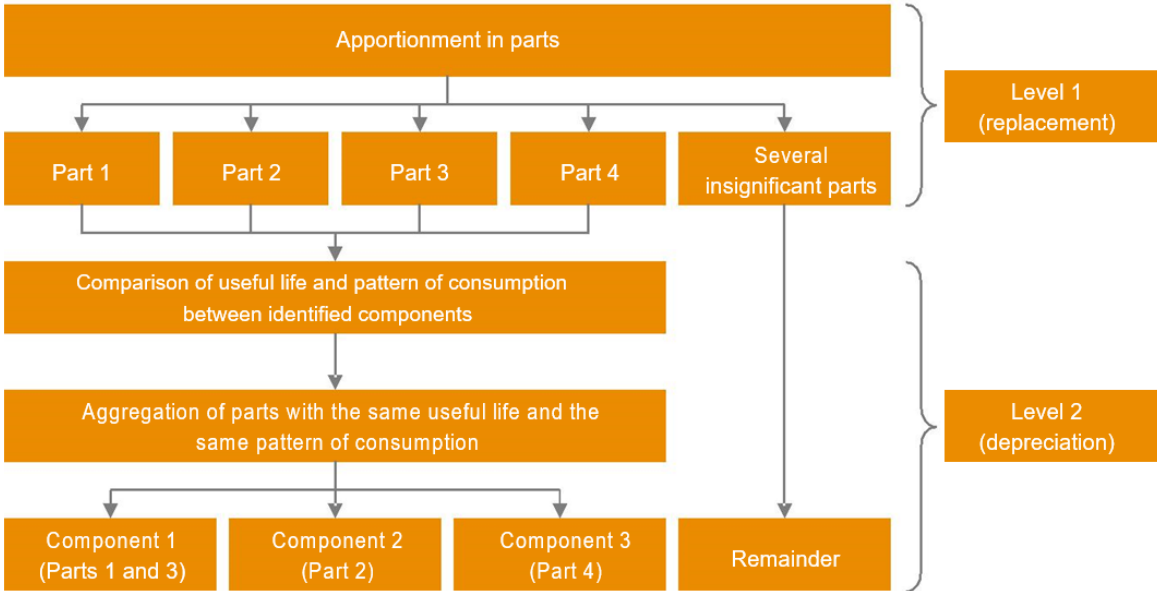 Apportionment in parts
Level 1
(replacement)
Part 1
Part 2
Part 3
Part 4
Several
insignificant parts
Comparison of useful life and pattern of consumption
between identified components
Aggregation of parts with the same useful life and the
same pattern of consumption
Level 2
(depreciation)
Component 1
(Parts 1 and 3)
Component 2
(Part 2)
Component 3
(Part 4)
Remainder